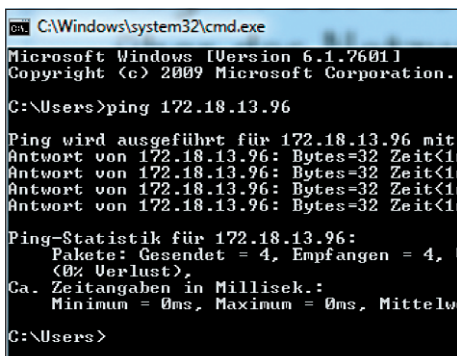 C:\Windows\system32\cmd.exe
Microsoft Windows [Version 6.1.7601]
Copyright (c) 2009 Microsoft Corporation.
C:\Users>ping 172.18.13.96
Ping wird ausgeführt für 172.18.13.96 mit
Antwort von 172.18.13.96: Bytes=32 Zeit<1
Antwort von 172.18.13.96: Bytes=32 Zeit<1
Antwort von 172.18.13.96: Bytes=32 Zeit<1
Antwort von 172.18.13.96: Bytes=32 Zeit<1
Ping-Statistik für 172.18.13.96:
Pakete: Gesendet = 4, Empfangen = 4,
(0% Verlust),
Ca. Zeitangaben in Millisek.:
Minimum = 0ms, Maximum = 0ms, Mittelw
C:\Users>